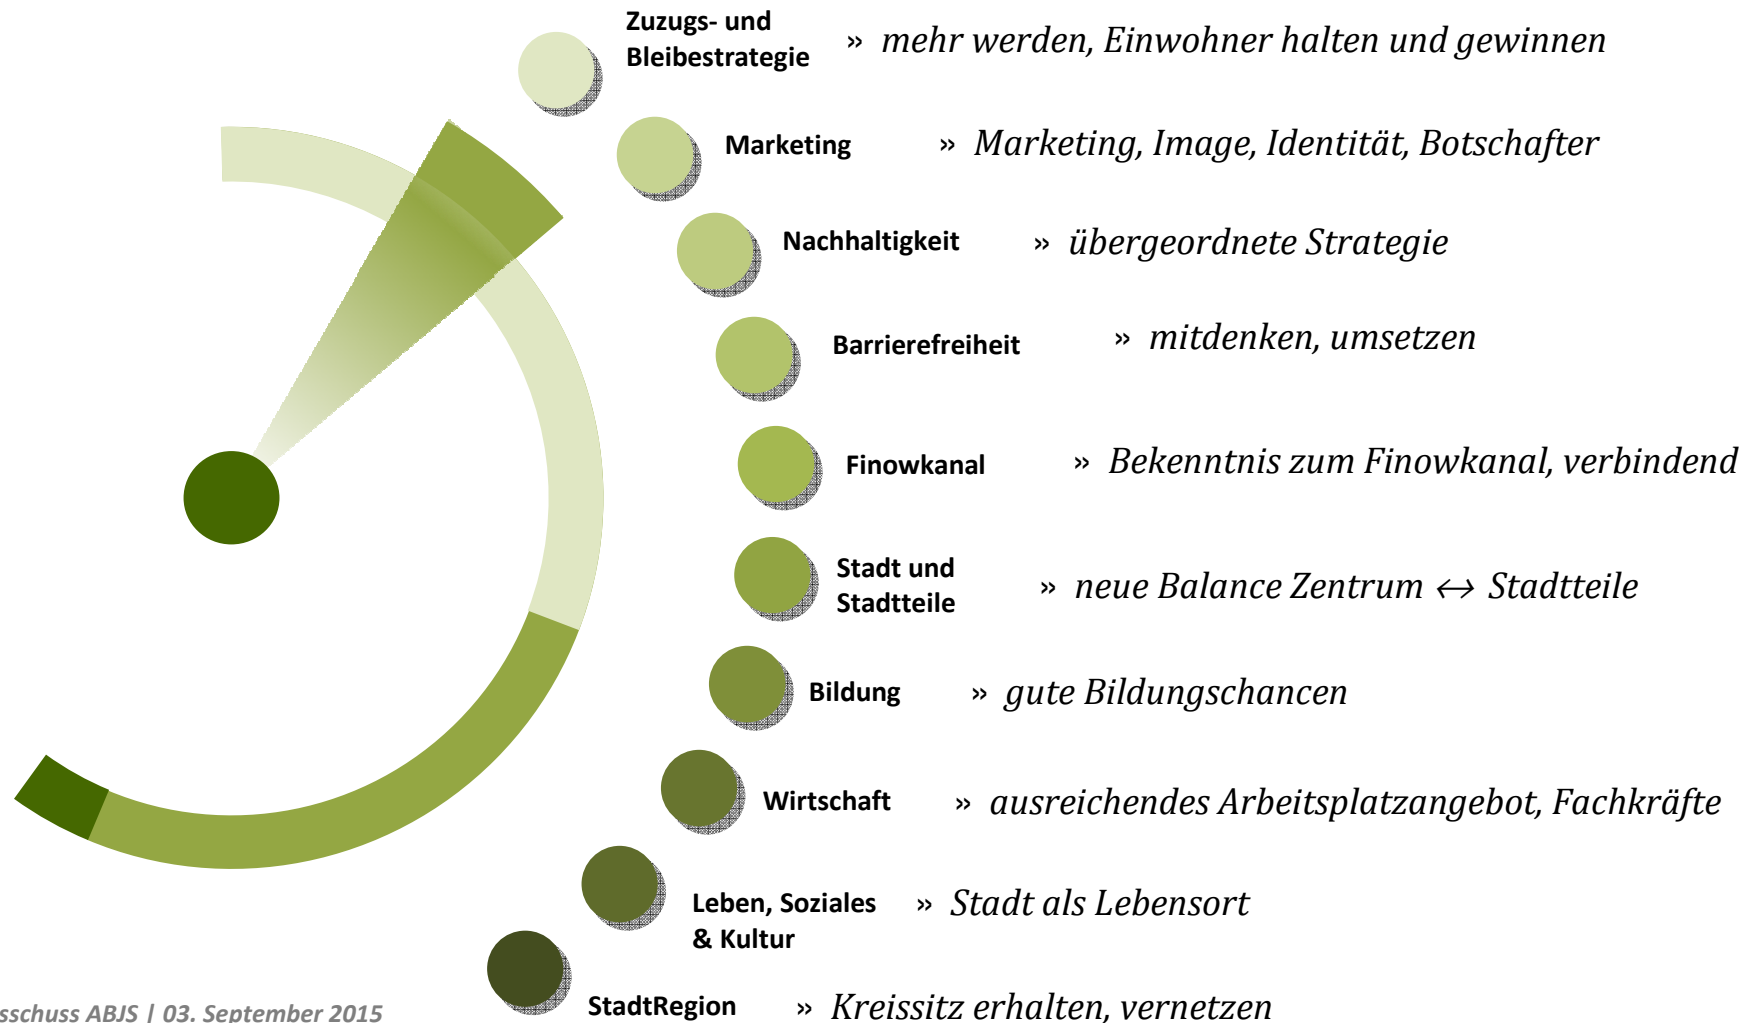 Zuzugs- und
Bleibestrategie » mehr werden, Einwohner halten und gewinnen
Marketing » Marketing, Image, Identität, Botschafter
Nachhaltigkeit » übergeordnete Strategie
Barrierefreiheit » mitdenken, umsetzen
Finowkanal » Bekenntnis zum Finowkanal, verbindend
Stadt und
Stadtteile » neue Balance Zentrum ↔ Stadtteile
Bildung » gute Bildungschancen
Wirtschaft » ausreichendes Arbeitsplatzangebot, Fachkräfte
Leben, Soziales » Stadt als Lebensort
& Kultur
StadtRegion » Kreissitz erhalten, vernetzen
sschuss ABJS | 03. September 2015